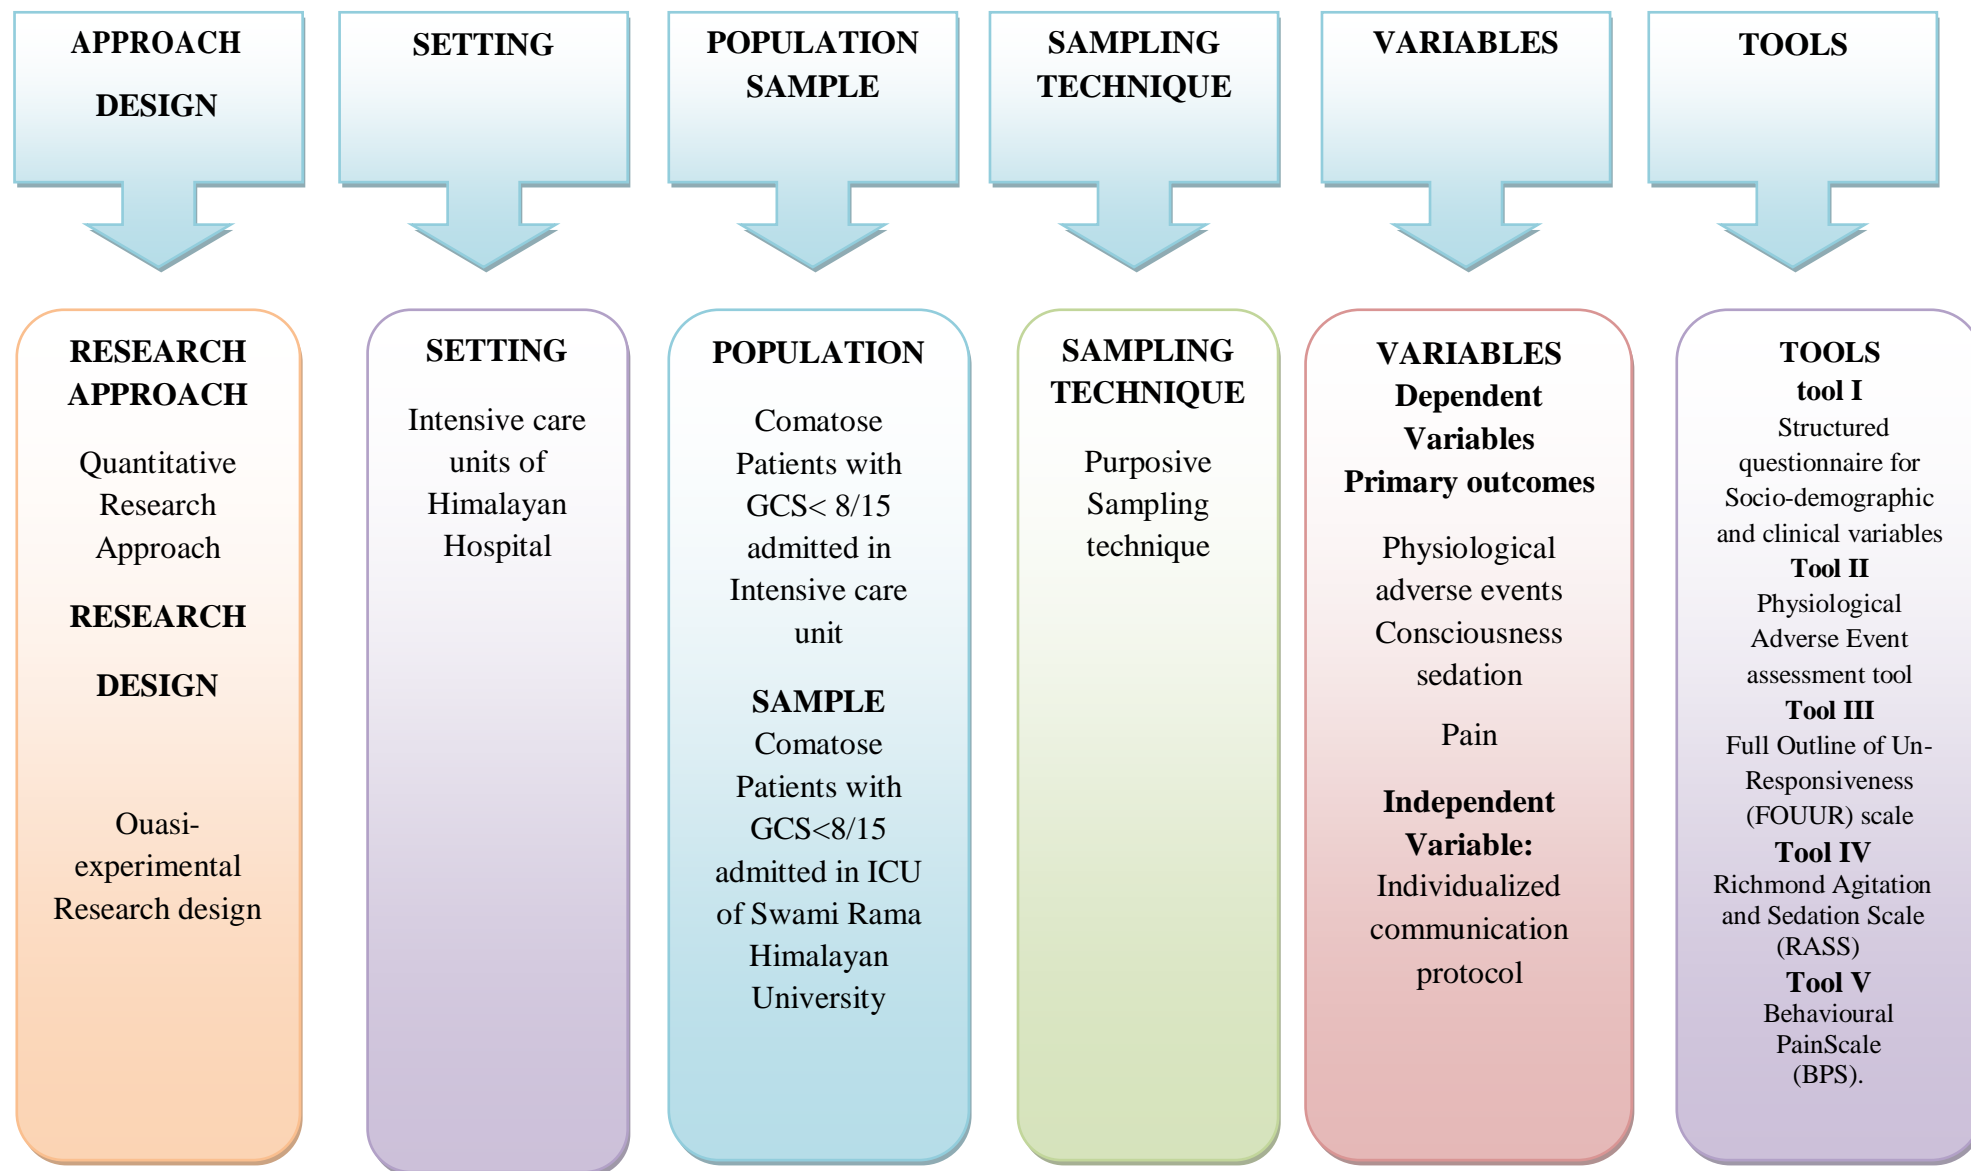 APPROACH
DESIGN
SETTING
POPULATION
SAMPLE
SAMPLING
TECHNIQUE
VARIABLES
TOOLS
RESEARCH
APPROACH
Quantitative
Research
Approach
RESEARCH
DESIGN
Ouasi-
experimental
Research design
SETTING
Intensive care
units of
Himalayan
Hospital
POPULATION
Comatose
Patients with
GCS< 8/15
admitted in
Intensive care
unit
SAMPLE
Comatose
Patients with
GCS<8/15
admitted in ICU
of Swami Rama
Himalayan
University
SAMPLING
TECHNIQUE
Purposive
Sampling
technique
VARIABLES
Dependent
Variables
Primary outcomes
Physiological
adverse events
Consciousness
sedation
Pain
Independent
Variable:
Individualized
communication
protocol
TOOLS
tool I
Structured
questionnaire for
Socio-demographic
and clinical variables
Tool II
Physiological
Adverse Event
assessment tool
Tool III
Full Outline of Un-
Responsiveness
(FOUUR) scale
Tool IV
Richmond Agitation
and Sedation Scale
(RASS)
Tool V
Behavioural
PainScale
(BPS).